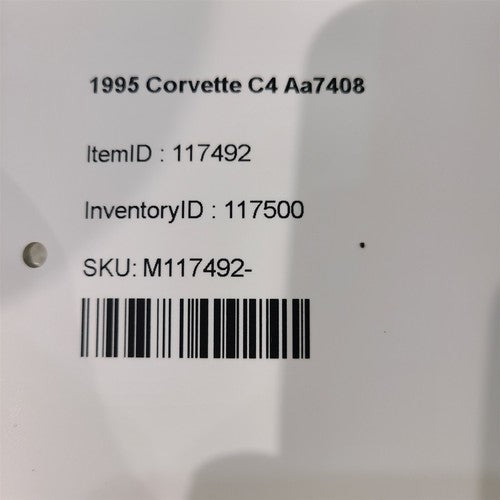 1995 Corvette C4 Aa7408
ItemID : 117492
InventoryID : 117500
SKU: M117492-